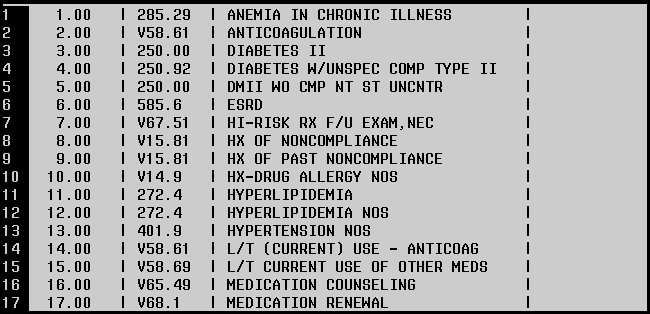 1 1.00 | 285.29 | ANEMIA IN CHRONIC ILLNESS |
2 2.00 | V58.61 | ANTICOAGULATION |
3 3.00 | 250.00 | DIABETES II |
4 4.00 | 250.92 | DIABETES W/UNSPEC COMP TYPE II |
5 5.00 | 250.00 | DMII WO CMP NT ST UNCNTR |
6 6.00 | 585.6 | ESRD |
7 7.00 | V67.51 | HI-RISK RX F/U EXAM,NEC |
8 8.00 | V15.81 | HX OF NONCOMPLIANCE |
9 9.00 | V15.81 | HX OF PAST NONCOMPLIANCE |
10 10.00 | V14.9 | HX-DRUG ALLERGY NOS |
11 11.00 | 272.4 | HYPERLIPIDEMIA |
12 12.00 | 272.4 | HYPERLIPIDEMIA NOS |
13 13.00 | 401.9 | HYPERTENSION NOS |
14 14.00 | V58.61 | L/T (CURRENT) USE - ANTICOAG |
15 15.00 | V58.69 | L/T CURRENT USE OF OTHER MEDS |
16 16.00 | V65.49 | MEDICATION COUNSELING |
17 17.00 | V68.1 | MEDICATION RENEWAL |